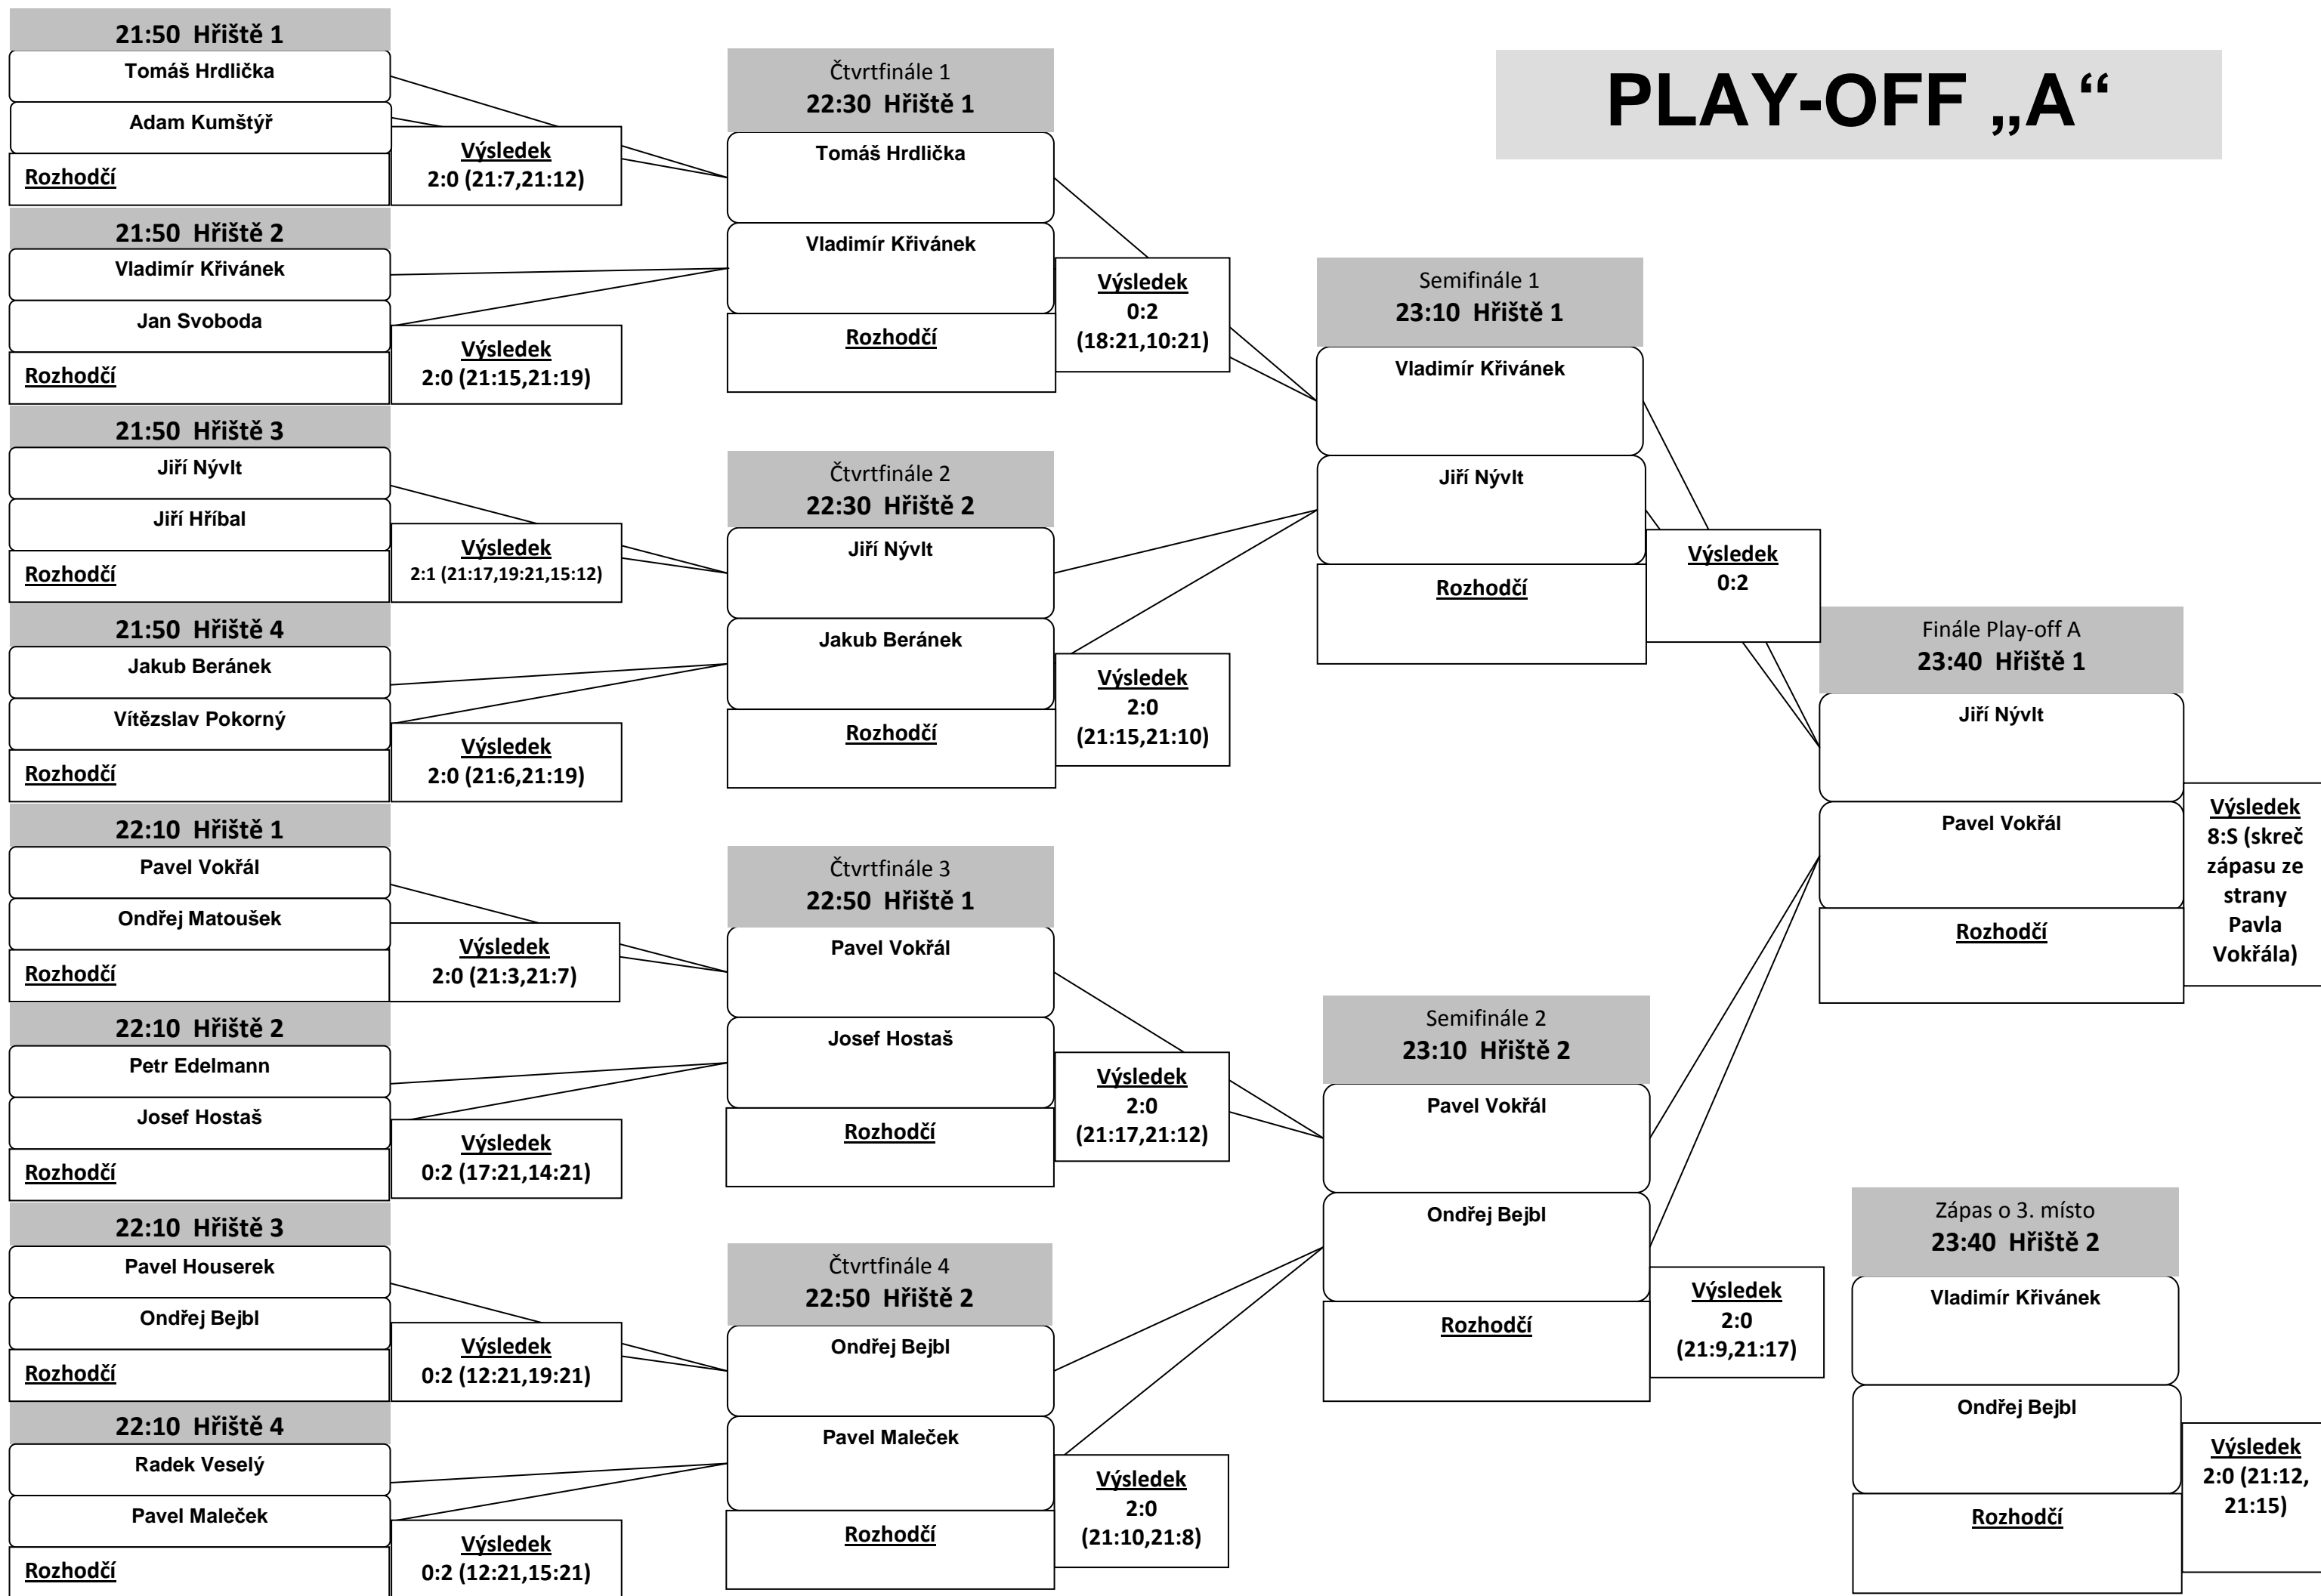 PLAY-OFF „A“
21:50 Hřiště 1
Tomáš Hrdlička
Adam Kumštýř
Rozhodčí
Výsledek
2:0 (21:7,21:12)
21:50 Hřiště 2
Vladimír Křivánek
Jan Svoboda
Rozhodčí
Výsledek
2:0 (21:15,21:19)
21:50 Hřiště 3
Jiří Nývlt
Jiří Hříbal
Rozhodčí
Výsledek
2:1 (21:17,19:21,15:12)
21:50 Hřiště 4
Jakub Beránek
Vítězslav Pokorný
Rozhodčí
Výsledek
2:0 (21:6,21:19)
22:10 Hřiště 1
Pavel Vokřál
Ondřej Matoušek
Rozhodčí
Výsledek
2:0 (21:3,21:7)
22:10 Hřiště 2
Petr Edelmann
Josef Hostaš
Rozhodčí
Výsledek
0:2 (17:21,14:21)
22:10 Hřiště 3
Pavel Houserek
Ondřej Bejbl
Rozhodčí
Výsledek
0:2 (12:21,19:21)
22:10 Hřiště 4
Radek Veselý
Pavel Maleček
Rozhodčí
Výsledek
0:2 (12:21,15:21)
Čtvrtfinále 1
22:30 Hřiště 1
Tomáš Hrdlička
Vladimír Křivánek
Rozhodčí
Výsledek
0:2
(18:21,10:21)
Čtvrtfinále 2
22:30 Hřiště 2
Jiří Nývlt
Jakub Beránek
Rozhodčí
Výsledek
2:0
(21:15,21:10)
Čtvrtfinále 3
22:50 Hřiště 1
Pavel Vokřál
Josef Hostaš
Rozhodčí
Výsledek
2:0
(21:17,21:12)
Čtvrtfinále 4
22:50 Hřiště 2
Ondřej Bejbl
Pavel Maleček
Rozhodčí
Výsledek
2:0
(21:10,21:8)
Semifinále 1
23:10 Hřiště 1
Vladimír Křivánek
Jiří Nývlt
Rozhodčí
Výsledek
0:2
Semifinále 2
23:10 Hřiště 2
Pavel Vokřál
Ondřej Bejbl
Rozhodčí
Výsledek
2:0
(21:9,21:17)
Finále Play-off A
23:40 Hřiště 1
Jiří Nývlt
Pavel Vokřál
Rozhodčí
Výsledek
8:S (skreč
zápasu ze
strany
Pavla
Vokřála)
Zápas o 3. místo
23:40 Hřiště 2
Vladimír Křivánek
Ondřej Bejbl
Rozhodčí
Výsledek
2:0 (21:12,
21:15)